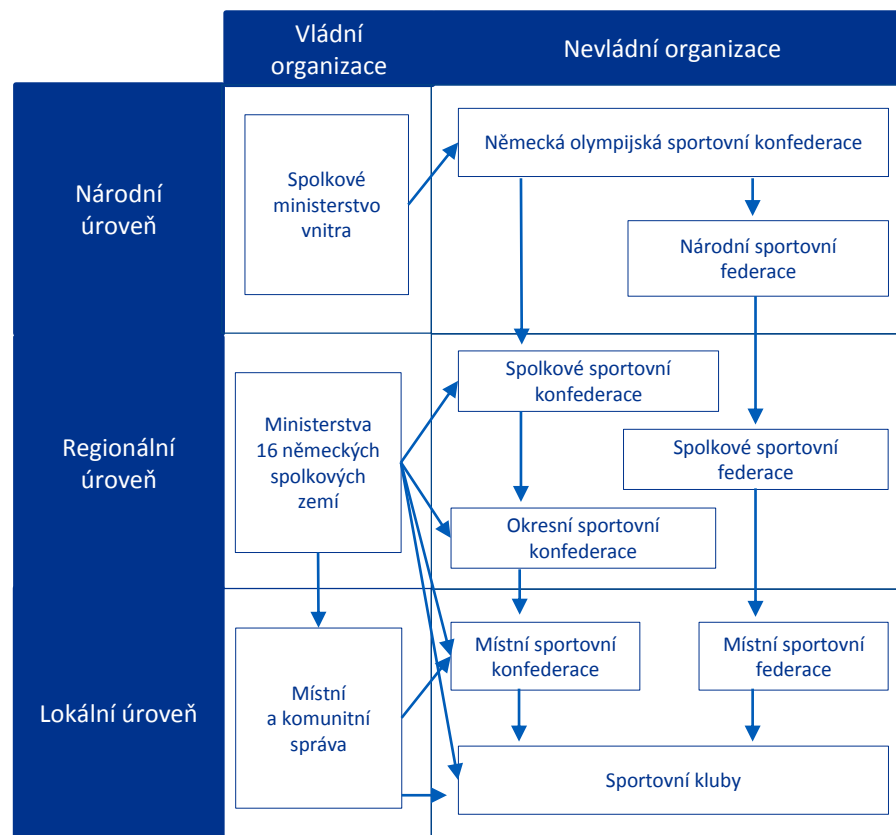 Vládní
organizace
Nevládní organizace
Národní
úroveň
Spolkové
ministerstvo
vnitra
Německá olympijská sportovní konfederace
Národní sportovní
federace
Regionální
úroveň
Ministerstva
16 německých
spolkových
zemí
Spolkové sportovní
konfederace
Spolkové sportovní
federace
Okresní sportovní
konfederace
Lokální úroveň
Místní
a komunitní
správa
Místní sportovní
konfederace
Místní sportovní
federace
Sportovní kluby